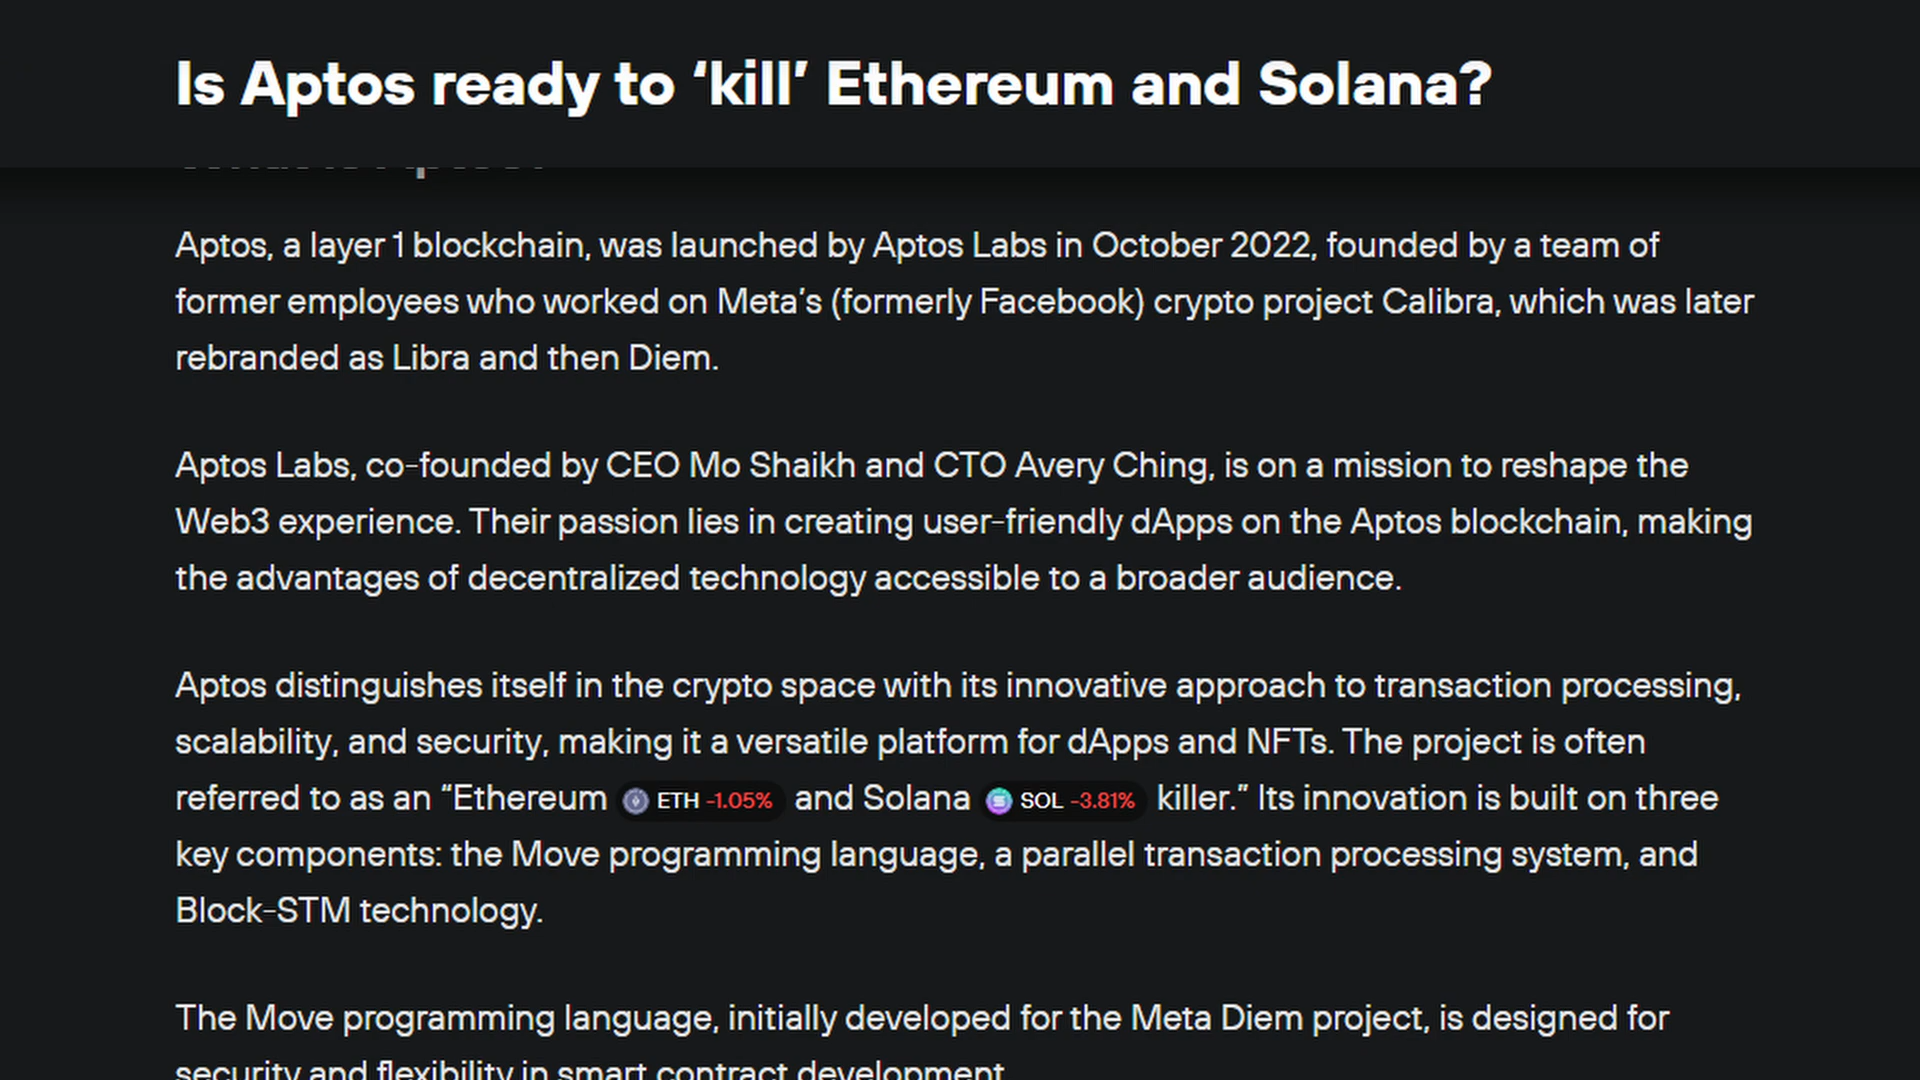 Is Aptos ready to ‘kill’ Ethereum and Solana?
Aptos, a layer 1 blockchain, was launched by Aptos Labs in October 2022, founded by a team of
former employees who worked on Meta’s (formerly Facebook) crypto project Calibra, which was later
rebranded as Libra and then Diem.
Aptos Labs, co-founded by CEO Mo Shaikh and CTO Avery Ching, is on a mission to reshape the
Web3 experience. Their passion lies in creating user-friendly dApps on the Aptos blockchain, making
the advantages of decentralized technology accessible to a broader audience.
Aptos distinguishes itself in the crypto space with its innovative approach to transaction processing,
scalability, and security, making it a versatile platform for dApps and NFTs. The project is often
referred to as an “Ethereum ETH -1.05% and Solana SOL -3.81% killer.” Its innovation is built on three
key components: the Move programming language, a parallel transaction processing system, and
Block-STM technology.
The Move programming language, initially developed for the Meta Diem project, is designed for
security and flexibility in smart contract development.